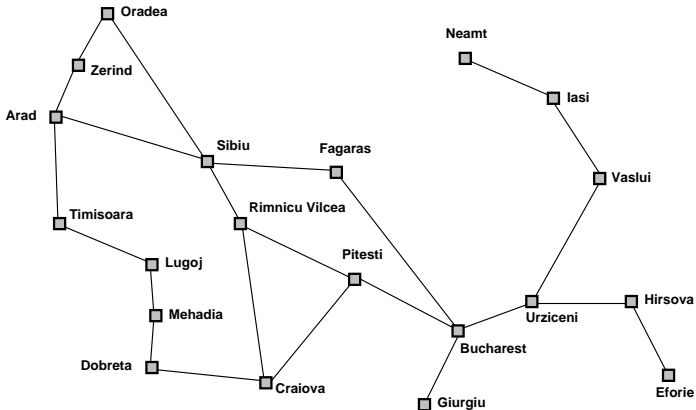 Oradea
Neamt
Zerind
Iasi
Arad
Sibiu
Fagaras
Vaslui
Rimnicu Vilcea
Timisoara
Pitesti
Lugoj
Hirsova
Mehadia
Urziceni
Bucharest
Dobreta
Craiova
Eforie
Giurgiu